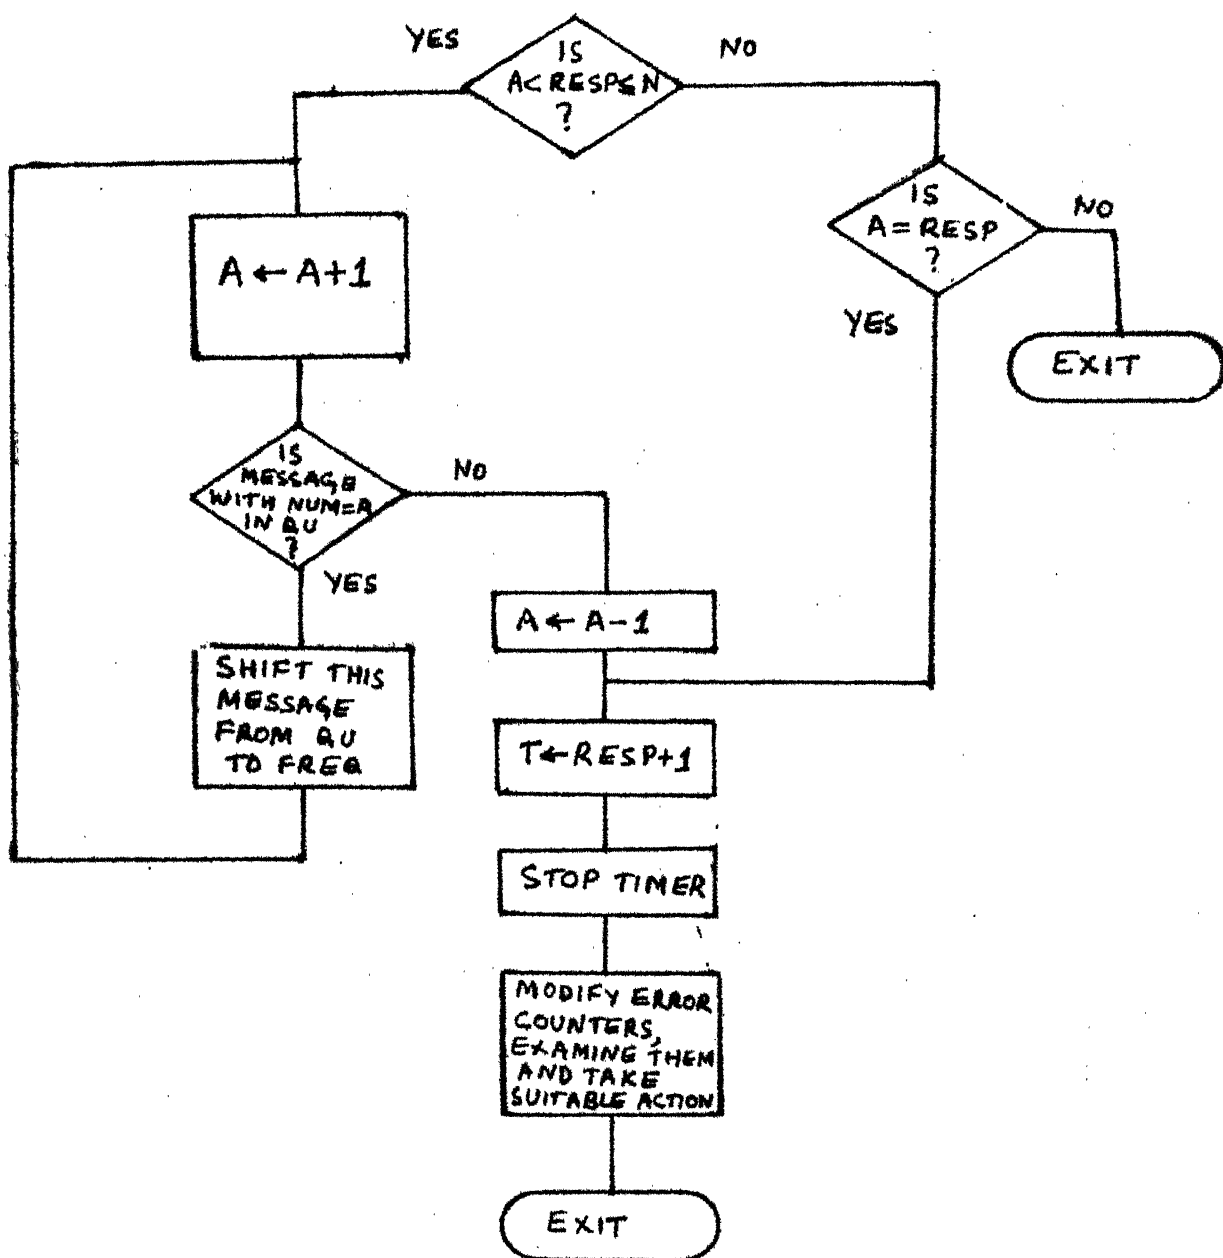 YES
IS
A< RESP≤N
?
NO
IS
A = RESP
?
NO
YES
EXIT
A ← A+1
IS
MESSAGE
WITH NUM=A
IN QU
?
NO
YES
A ← A-1
SHIFT THIS
MESSAGE
FROM QU
TO FREQ
T←RESP+1
STOP TIMER
MODIFY ERROR
COUNTERS,
EXAMINE THEM
AND TAKE
SUITABLE ACTION
EXIT